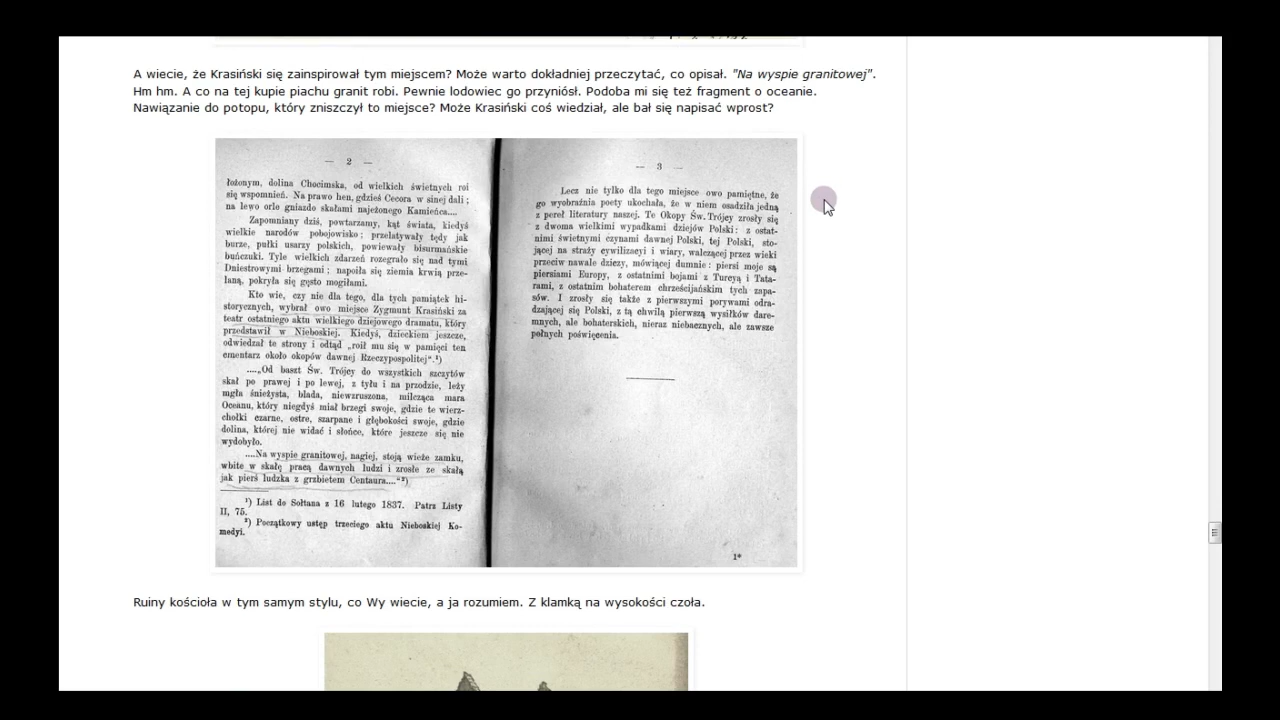 A wiecie, że Krasiński się zainspirował tym miejscem? Może warto dokładniej przeczytać, co opisał. "Na wyspie granitowej".
Hm hm. A co na tej kupie piachu granit robi. Pewnie lodowiec go przyniósł. Podoba mi się też fragment o oceanie.
Nawiązanie do potopu, który zniszczył to miejsce? Może Krasiński coś wiedział, ale bał się napisać wprost?
— 2 —
łożonym, dolina Chocimska, od wielkich świetnych roi
się wspomnień. Na prawo hen, gdzieś Cecora w sinej dali;
na lewo orle gniazdo skałami najeżonego Kamieńca....
Zapomniany dziś, powtarzamy, kąt świata, kiedyś
wielkie narodów pobojowisko; przelatywały tędy jak
burze, pułki usarzy polskich, powiewały bisurmańskie
buńczuki. Tyle wielkich zdarzeń rozegrało się nad tymi
Dniestrowymi brzegami; napoiła się ziemia krwią prze-
laną, pokryła się gęsto mogiłami.
Kto wie, czy nie dla tego, dla tych pamiątek hi-
storycznych, wybrał owo miejsce Zygmunt Krasiński za
teatr ostatniego aktu wielkiego dziejowego dramatu, który
przedstawił w Nieboskiej. Kiedyś, dzieckiem jeszcze,
odwiedzał te strony i odtąd „roił mu się w pamięci ten
cmentarz około okopów dawnej Rzeczypospolitej“.¹)
....„Od baszt Św. Trójcy do wszystkich szczytów
skał po prawej i po lewej, z tyłu i na przodzie, leży
mgła śnieżysta, blada, niewzruszona, milcząca mara
Oceanu, który niegdyś miał brzegi swoje, gdzie te wierz-
chołki czarne, ostre, szarpane i głębokości swoje, gdzie
dolina, której nie widać i słońce, które jeszcze się nie
wydobyło.
....Na wyspie granitowej, nagiej, stoją wieże zamku,
wbite w skałę pracą dawnych ludzi i zrosłe ze skałą
jak pierś ludzka z grzbietem Centaura....“²)
¹) List do Sołtana z 16 lutego 1837. Patrz Listy
II, 75.
²) Początkowy ustęp trzeciego aktu Nieboskiej Ko-
medyi.
— 3 —
Lecz nie tylko dla tego miejsce owo pamiętne, że
go wyobraźnia poety ukochała, że w niem osadziła jedną
z pereł literatury naszej. Te Okopy Św. Trójcy zrosły się
z dwoma wielkimi wypadkami dziejów Polski: z ostat-
nimi świetnymi czynami dawnej Polski, tej Polski, sto-
jącej na straży cywilizacyi i wiary, walczącej przez wieki
przeciw nawale dziczy, mówiącej dumnie: piersi moje są
piersiami Europy, z ostatnimi bojami z Turcyą i Tata-
rami, z ostatnim bohaterem chrześcijańskim tych zapa-
sów. I zrosły się także z pierwszymi porywami odra-
dzającej się Polski, z tą chwilą pierwszą wysiłków dare-
mnych, ale bohaterskich, nieraz niebacznych, ale zawsze
pełnych poświęcenia.
1*
Ruiny kościoła w tym samym stylu, co Wy wiecie, a ja rozumiem. Z klamką na wysokości czoła.